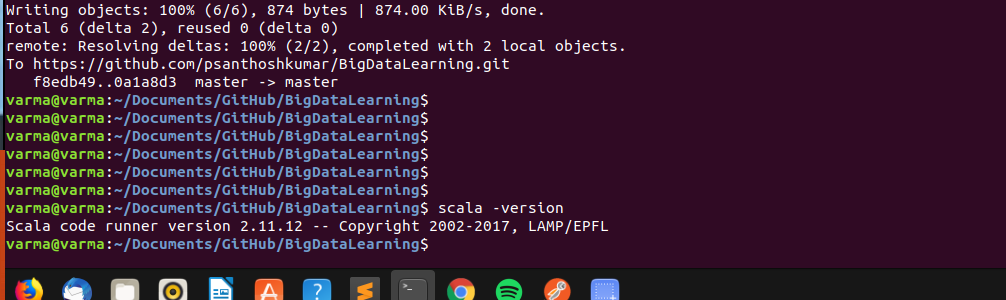 Writing objects: 100% (6/6), 874 bytes | 874.00 KiB/s, done.
Total 6 (delta 2), reused 0 (delta 0)
remote: Resolving deltas: 100% (2/2), completed with 2 local objects.
To https://github.com/psanthoshkumar/BigDataLearning.git
   f8edb49..0a1a8d3  master -> master
varma@varma:~/Documents/GitHub/BigDataLearning$
varma@varma:~/Documents/GitHub/BigDataLearning$
varma@varma:~/Documents/GitHub/BigDataLearning$
varma@varma:~/Documents/GitHub/BigDataLearning$
varma@varma:~/Documents/GitHub/BigDataLearning$
varma@varma:~/Documents/GitHub/BigDataLearning$
varma@varma:~/Documents/GitHub/BigDataLearning$ scala -version
Scala code runner version 2.11.12 -- Copyright 2002-2017, LAMP/EPFL
varma@varma:~/Documents/GitHub/BigDataLearning$